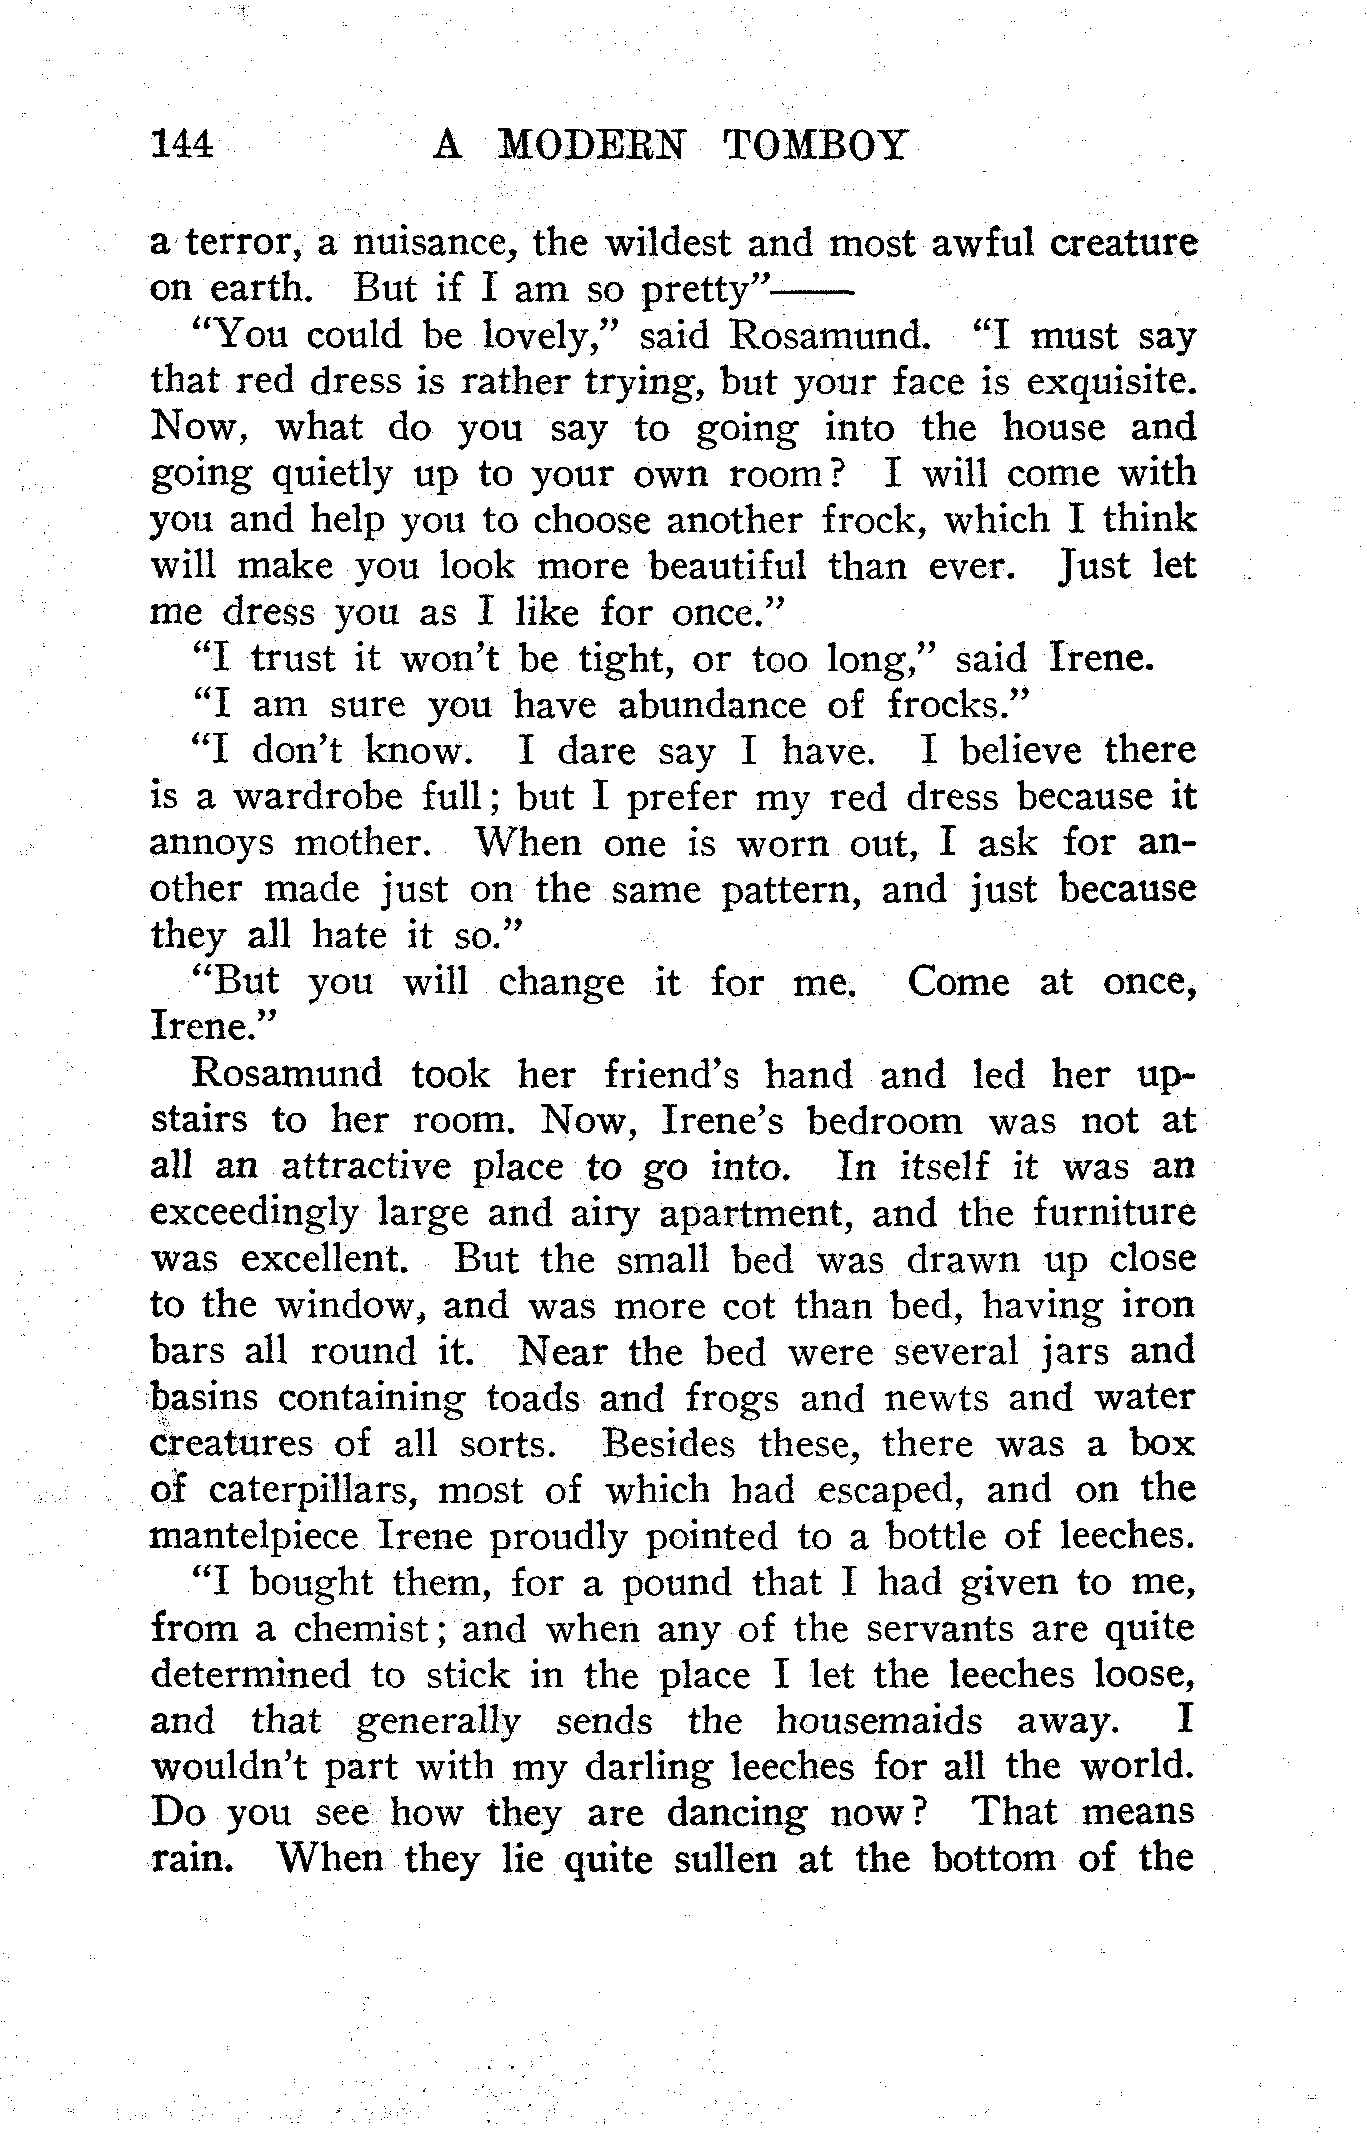 144 A MODERN TOMBOY
a terror, a nuisance, the wildest and most awful creature
on earth. But if I am so pretty”——
“You could be lovely,” said Rosamund. “I must say
that red dress is rather trying, but your face is exquisite.
Now, what do you say to going into the house and
going quietly up to your own room? I will come with
you and help you to choose another frock, which I think
will make you look more beautiful than ever. Just let
me dress you as I like for once.”
“I trust it won’t be tight, or too long,” said Irene.
“I am sure you have abundance of frocks.”
“I don’t know. I dare say I have. I believe there
is a wardrobe full; but I prefer my red dress because it
annoys mother. When one is worn out, I ask for an-
other made just on the same pattern, and just because
they all hate it so.”
“But you will change it for me. Come at once,
Irene.”
Rosamund took her friend’s hand and led her up-
stairs to her room. Now, Irene’s bedroom was not at
all an attractive place to go into. In itself it was an
exceedingly large and airy apartment, and the furniture
was excellent. But the small bed was drawn up close
to the window, and was more cot than bed, having iron
bars all round it. Near the bed were several jars and
basins containing toads and frogs and newts and water
creatures of all sorts. Besides these, there was a box
of caterpillars, most of which had escaped, and on the
mantelpiece Irene proudly pointed to a bottle of leeches.
“I bought them, for a pound that I had given to me,
from a chemist; and when any of the servants are quite
determined to stick in the place I let the leeches loose,
and that generally sends the housemaids away. I
wouldn’t part with my darling leeches for all the world.
Do you see how they are dancing now? That means
rain. When they lie quite sullen at the bottom of the